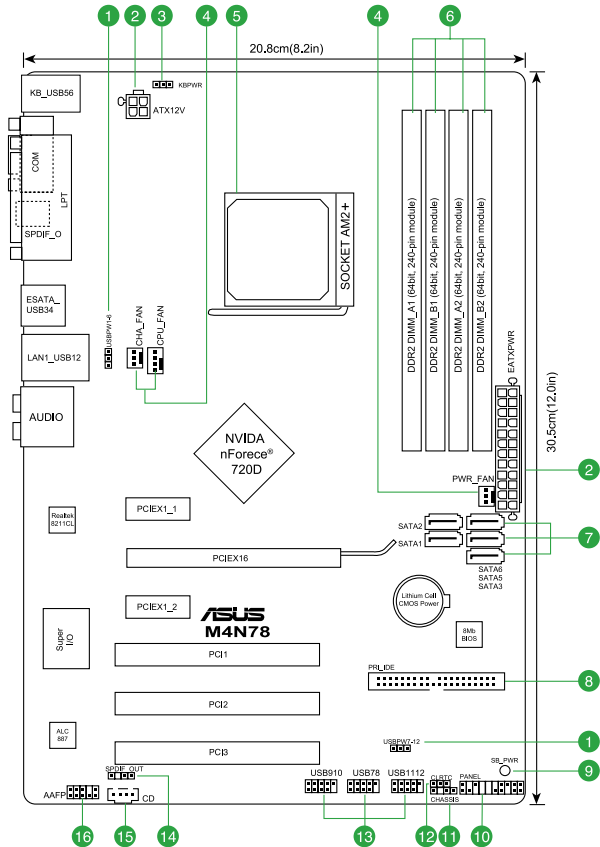 1
2
3
4
5
4
6
20.8cm(8.2in)
KB_USB56
KBPWR
ATX12V
COM
LPT
SPDIF_O
SOCKET AM2+
DDR2 DIMM_A1 (64bit, 240-pin module)
DDR2 DIMM_B1 (64bit, 240-pin module)
DDR2 DIMM_A2 (64bit, 240-pin module)
DDR2 DIMM_B2 (64bit, 240-pin module)
ESATA_
USB34
USBPW1-6
CHA_FAN
CPU_FAN
LAN1_USB12
EATXPWR
30.5cm(12.0in)
4
AUDIO
NVIDA
nForece®
720D
4
PWR_FAN
2
Realtek
8211CL
PCIEX1_1
SATA2
SATA1
7
PCIEX16
SATA6
SATA5
SATA3
PCIEX1_2
Lithium Cell
CMOS Power
ASUS
M4N78
Super
I/O
8Mb
BIOS
PCI1
PRI_IDE
8
PCI2
ALC
887
PCI3
USBPW7-12
1
SPDIF_OUT
SB_PWR
9
USB910
USB78
USB1112
CLRTC
PANEL
AAFP
CD
CHASSIS
16
15
14
13
12
11
10